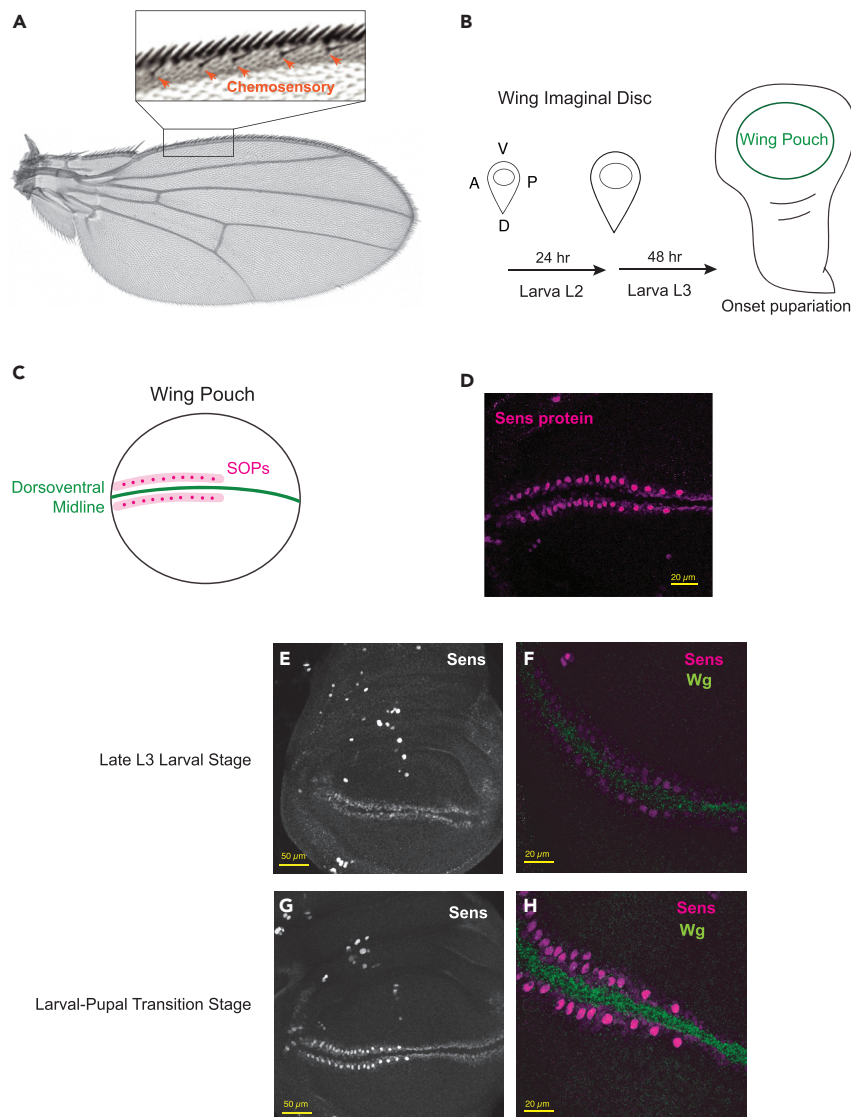 A
Chemosensory
B
Wing Imaginal Disc
V
A
P
D
Wing Pouch
24 hr
48 hr
Larva L2
Larva L3
Onset pupariation
C
Wing Pouch
SOPs
Dorsoventral
Midline
D
Sens protein
20 µm
E
Sens
50 µm
F
Sens
Wg
20 µm
Late L3 Larval Stage
G
Sens
50 µm
H
Sens
Wg
20 µm
Larval-Pupal Transition Stage